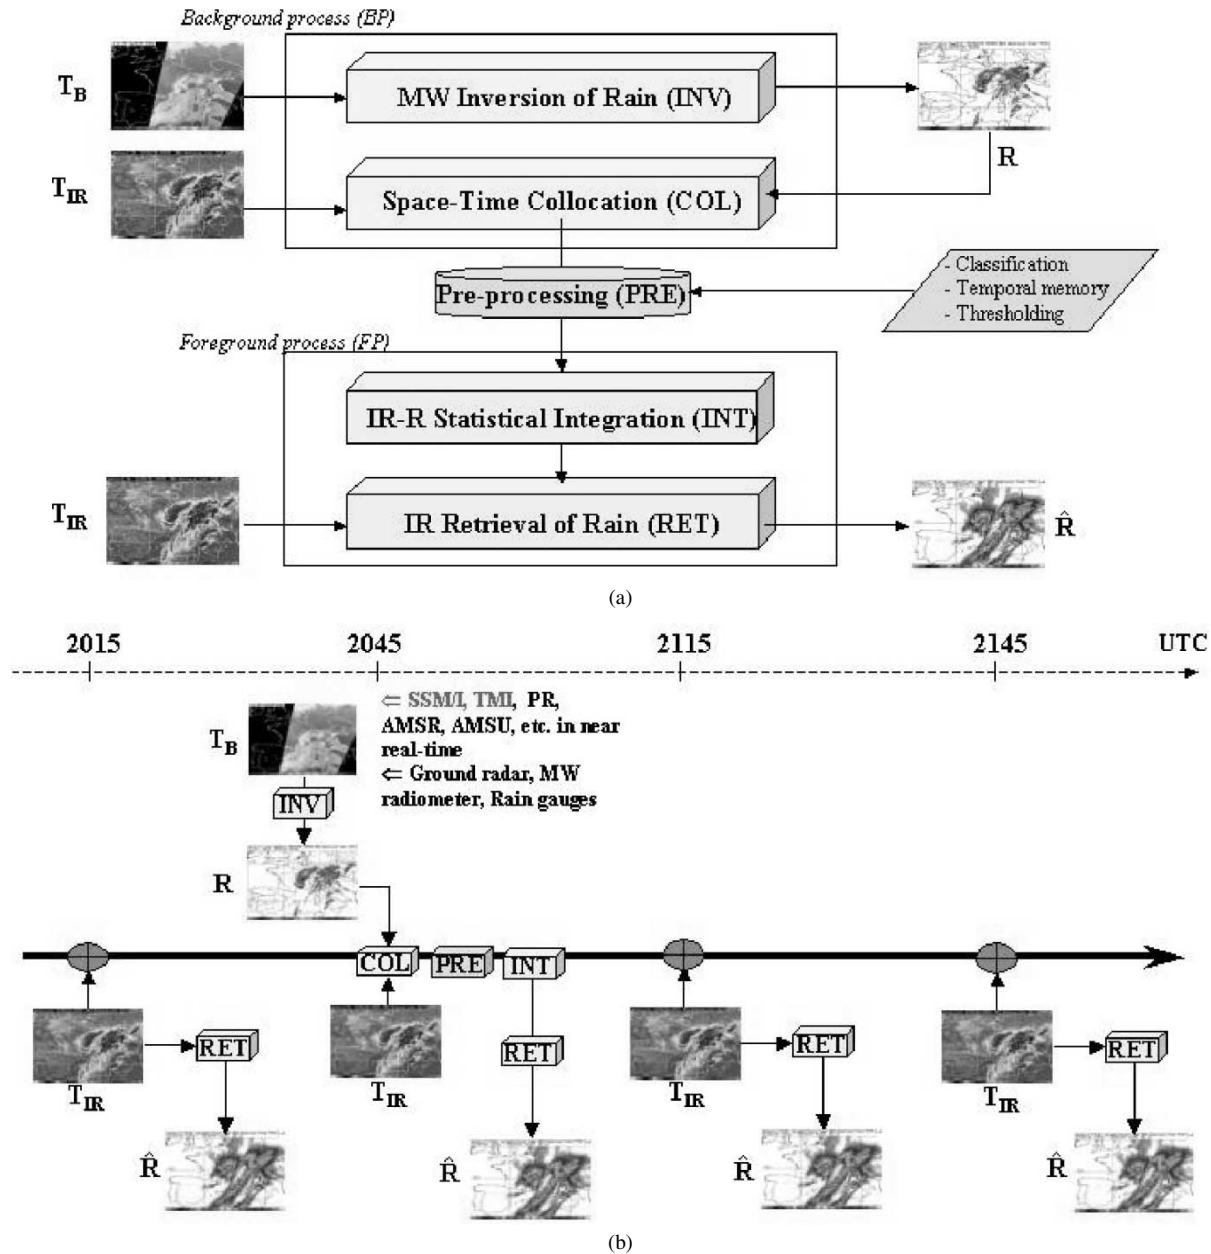 Background process (BP)
T_B
MW Inversion of Rain (INV)
R
T_IR
Space-Time Collocation (COL)
Pre-processing (PRE)
- Classification
- Temporal memory
- Thresholding
Foreground process (FP)
IR-R Statistical Integration (INT)
T_IR
IR Retrieval of Rain (RET)
R̂
(a)
2015 2045 2115 2145 UTC
T_B
⇐ SSM/I, TMI, PR,
AMSR, AMSU, etc. in near
real-time
⇐ Ground radar, MW
radiometer, Rain gauges
INV
R
COL PRE INT
RET RET RET RET
T_IR T_IR T_IR T_IR
R̂ R̂ R̂ R̂
(b)